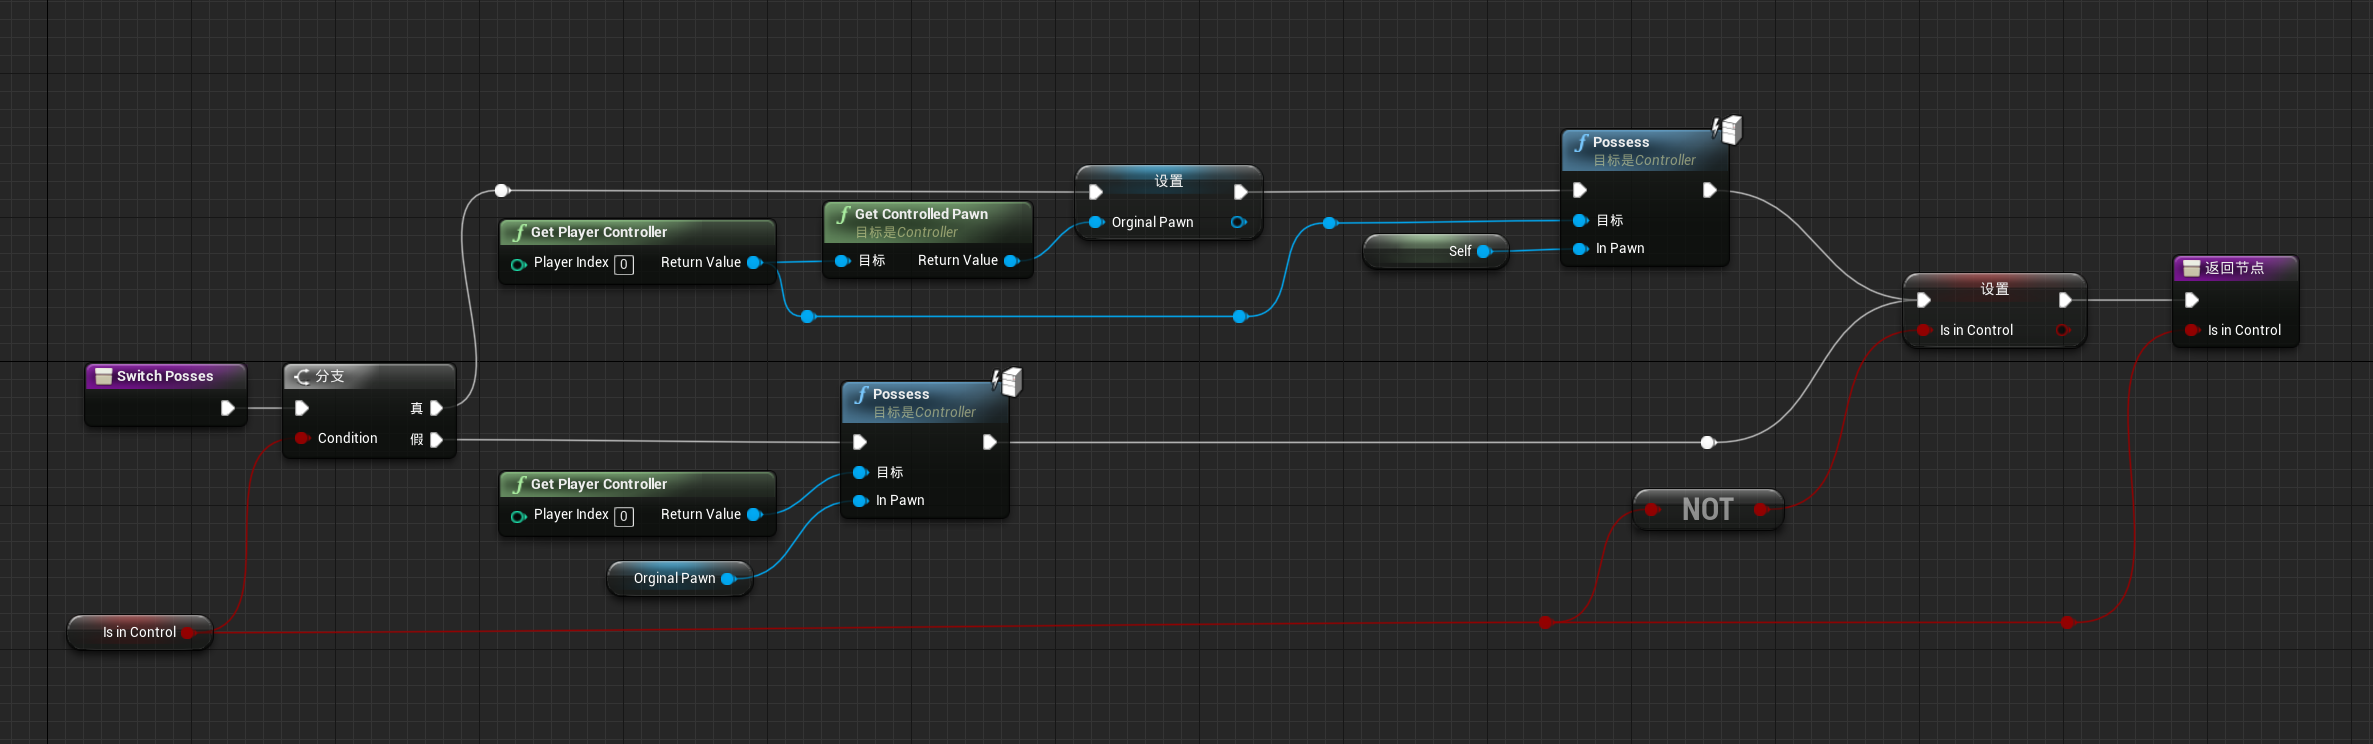 Possess
目标是Controller
目标
In Pawn
设置
Orginal Pawn
Get Controlled Pawn
目标是Controller
目标
Return Value
Get Player Controller
Player Index 0
Return Value
Self
返回节点
Is in Control
设置
Is in Control
Switch Posses
分支
真
Condition
假
Possess
目标是Controller
目标
In Pawn
Get Player Controller
Player Index 0
Return Value
NOT
Orginal Pawn
Is in Control